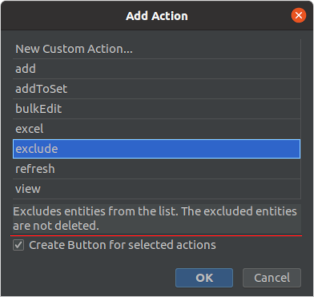 Add Action
New Custom Action...
add
addToSet
bulkEdit
excel
exclude
refresh
view
Excludes entities from the list. The excluded entities
are not deleted.
Create Button for selected actions
OK
Cancel